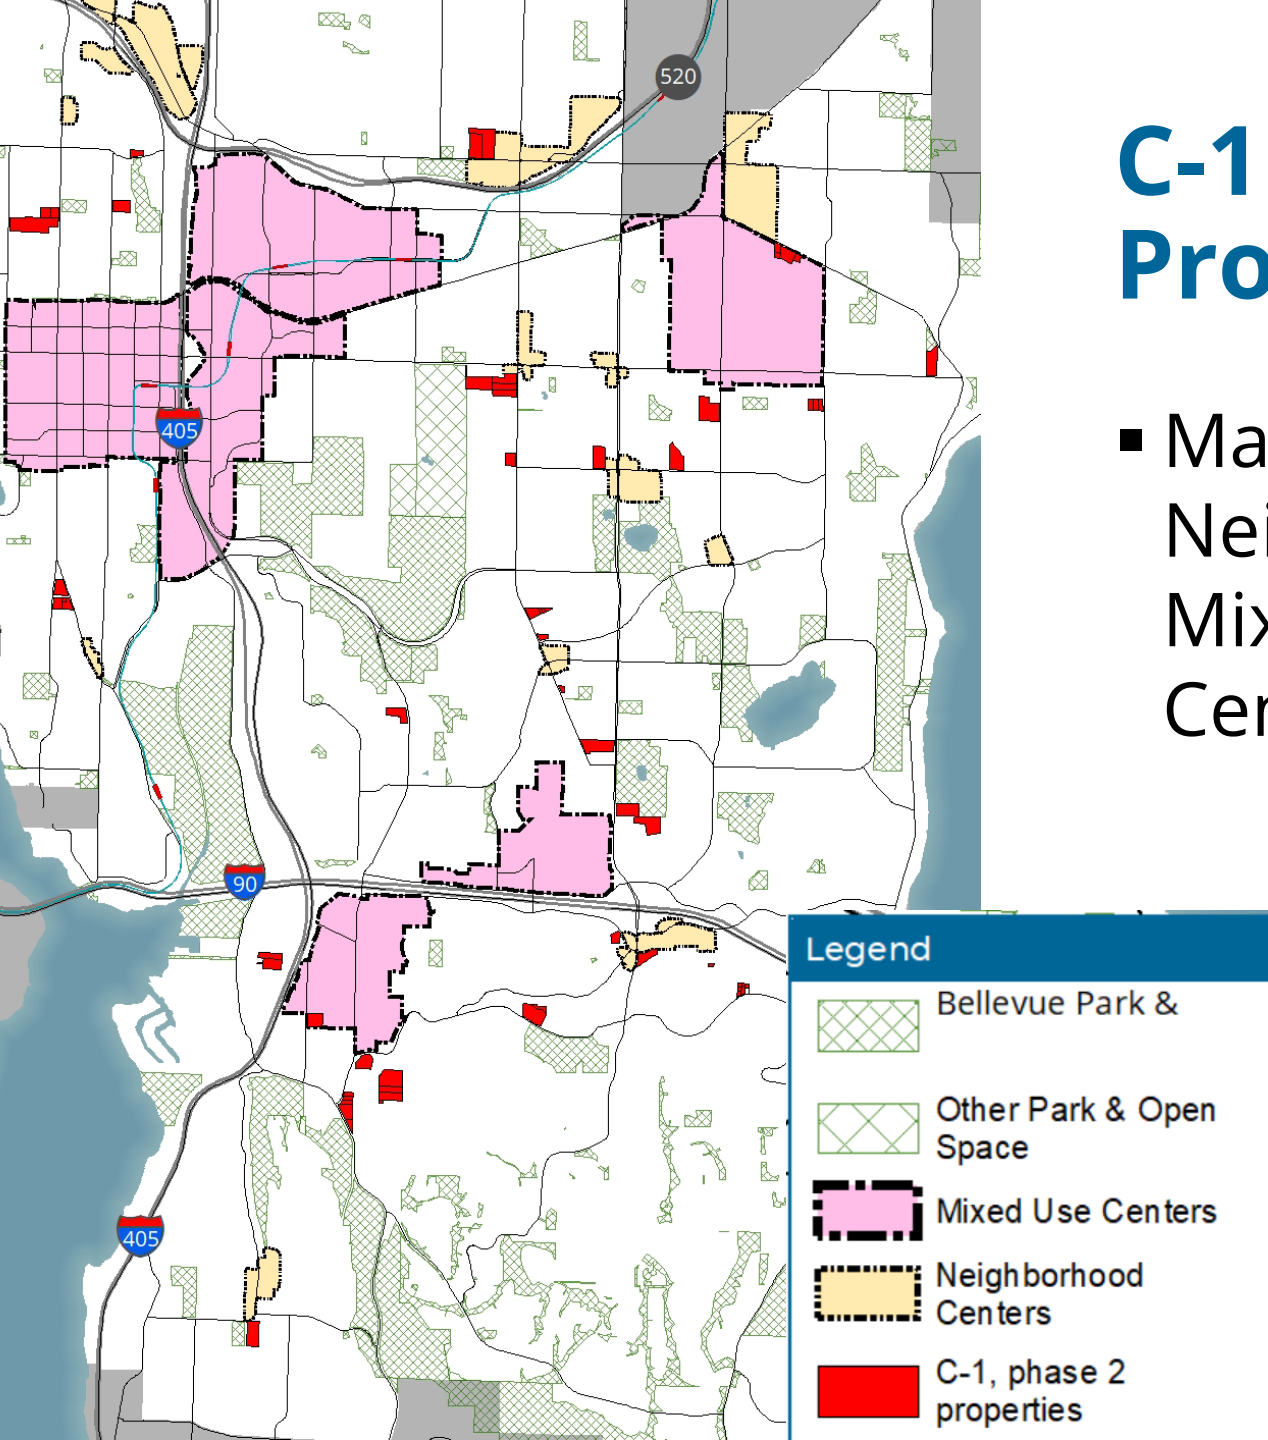 520
C-1
Pro
405
Ma
Nei
Mix
Cer
90
Legend
Bellevue Park &
Other Park & Open
Space
Mixed Use Centers
405
Neighborhood
Centers
C-1, phase 2
properties